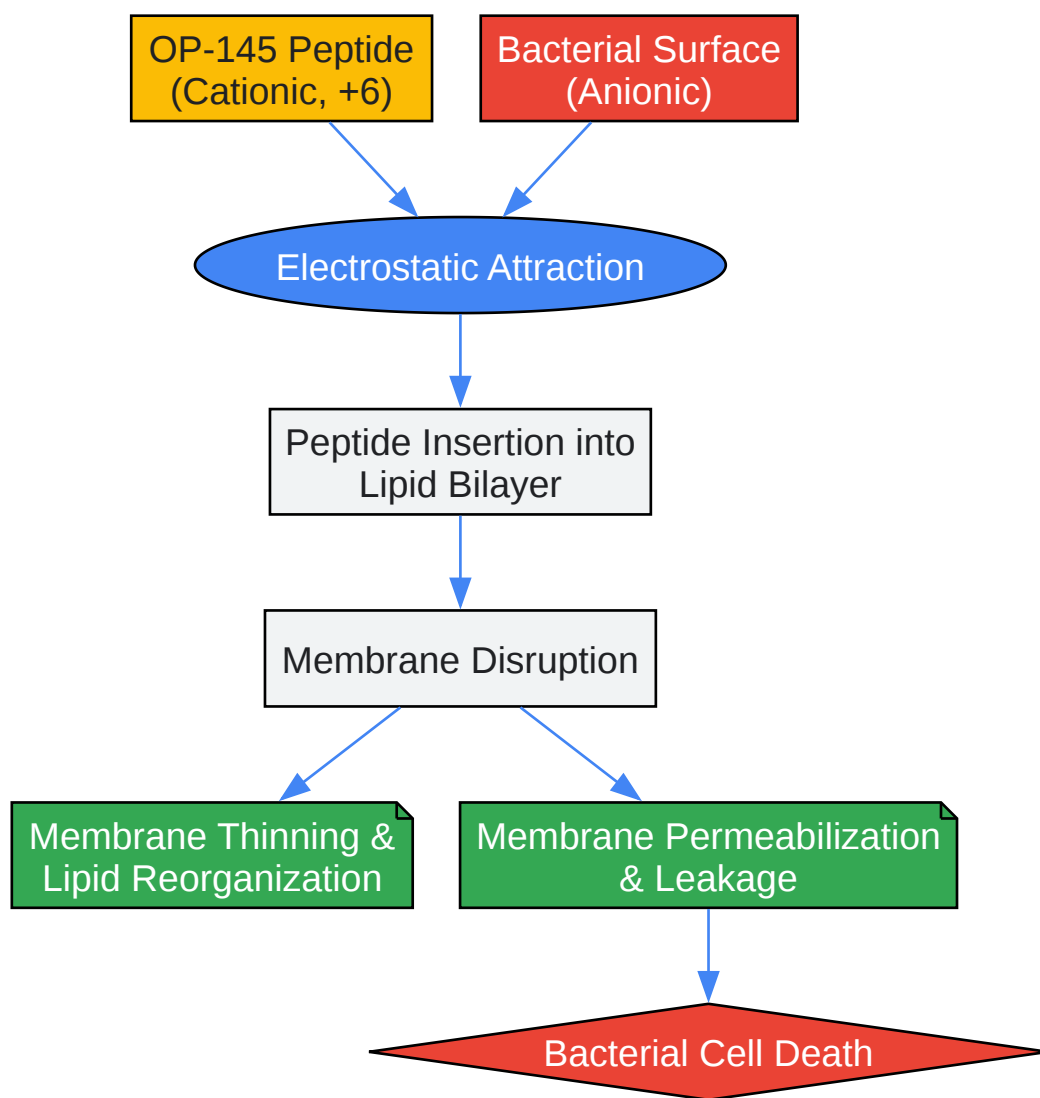 OP-145 Peptide
(Cationic, +6)
Bacterial Surface
(Anionic)
Electrostatic Attraction
Peptide Insertion into
Lipid Bilayer
Membrane Disruption
Membrane Thinning &
Lipid Reorganization
Membrane Permeabilization
& Leakage
Bacterial Cell Death